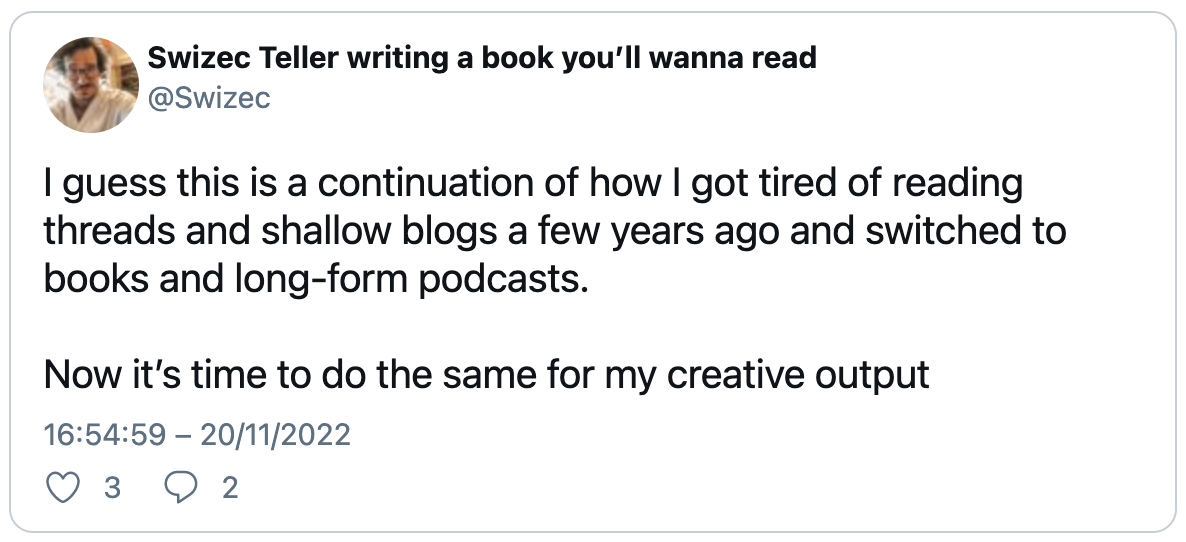 Swizec Teller writing a book you’ll wanna read
@Swizec
I guess this is a continuation of how I got tired of reading
threads and shallow blogs a few years ago and switched to
books and long-form podcasts.
Now it’s time to do the same for my creative output
16:54:59 – 20/11/2022
3 2